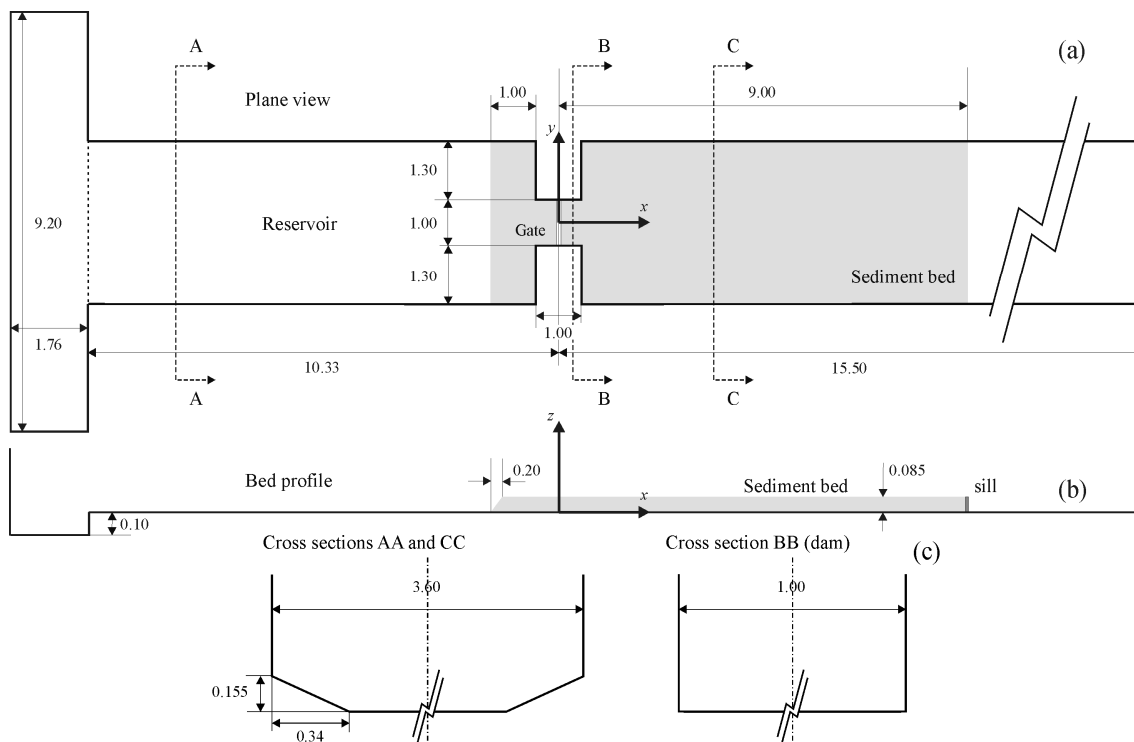 A
B
C
(a)
Plane view
1.00
9.00
y
1.30
9.20
Reservoir
1.00
x
Gate
1.30
Sediment bed
1.76
1.00
10.33
15.50
A
B
C
z
Bed profile
0.20
0.085
Sediment bed
sill
x
(b)
0.10
Cross sections AA and CC
Cross section BB (dam)
(c)
3.60
1.00
0.155
0.34